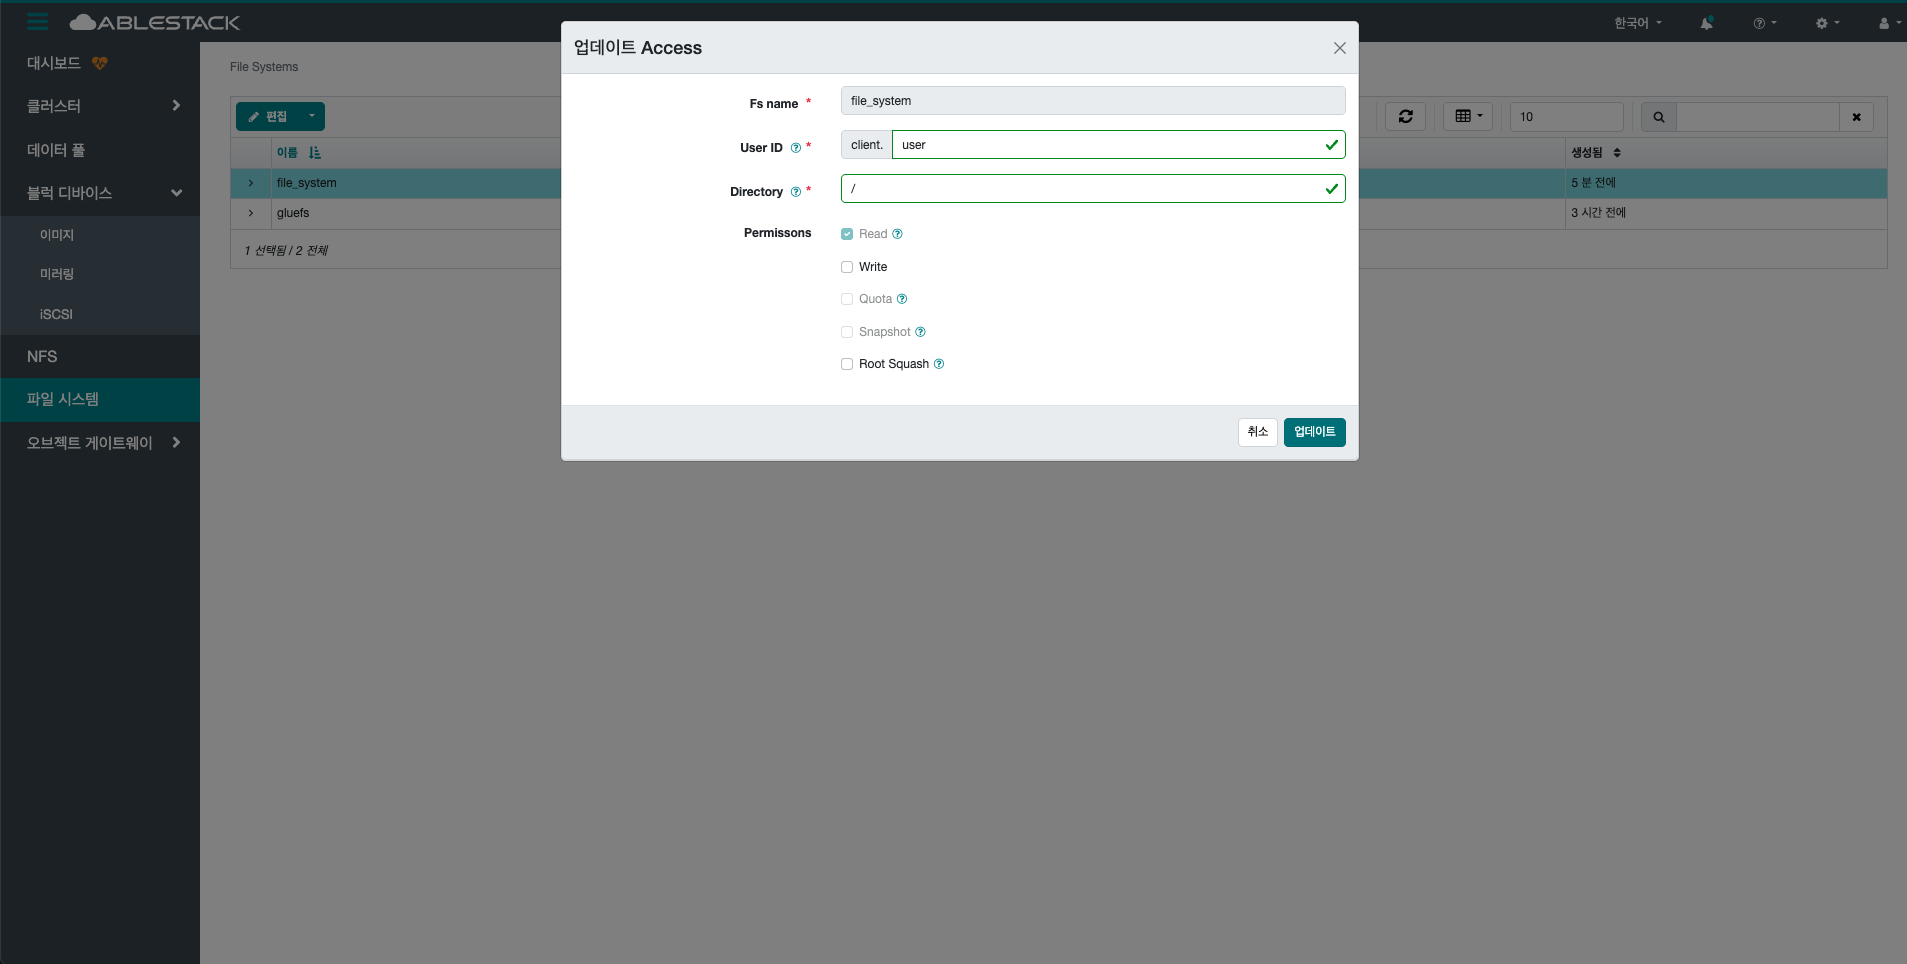 ABLESTACK
한국어
대시보드
클러스터
데이터 풀
블럭 디바이스
이미지
미러링
iSCSI
NFS
파일 시스템
오브젝트 게이트웨이
File Systems
편집
10
이름
생성됨
file_system
5 분 전에
gluefs
3 시간 전에
1 선택됨 / 2 전체
업데이트 Access
Fs name *
file_system
User ID *
client.
user
Directory *
/
Permissons
Read
Write
Quota
Snapshot
Root Squash
취소
업데이트